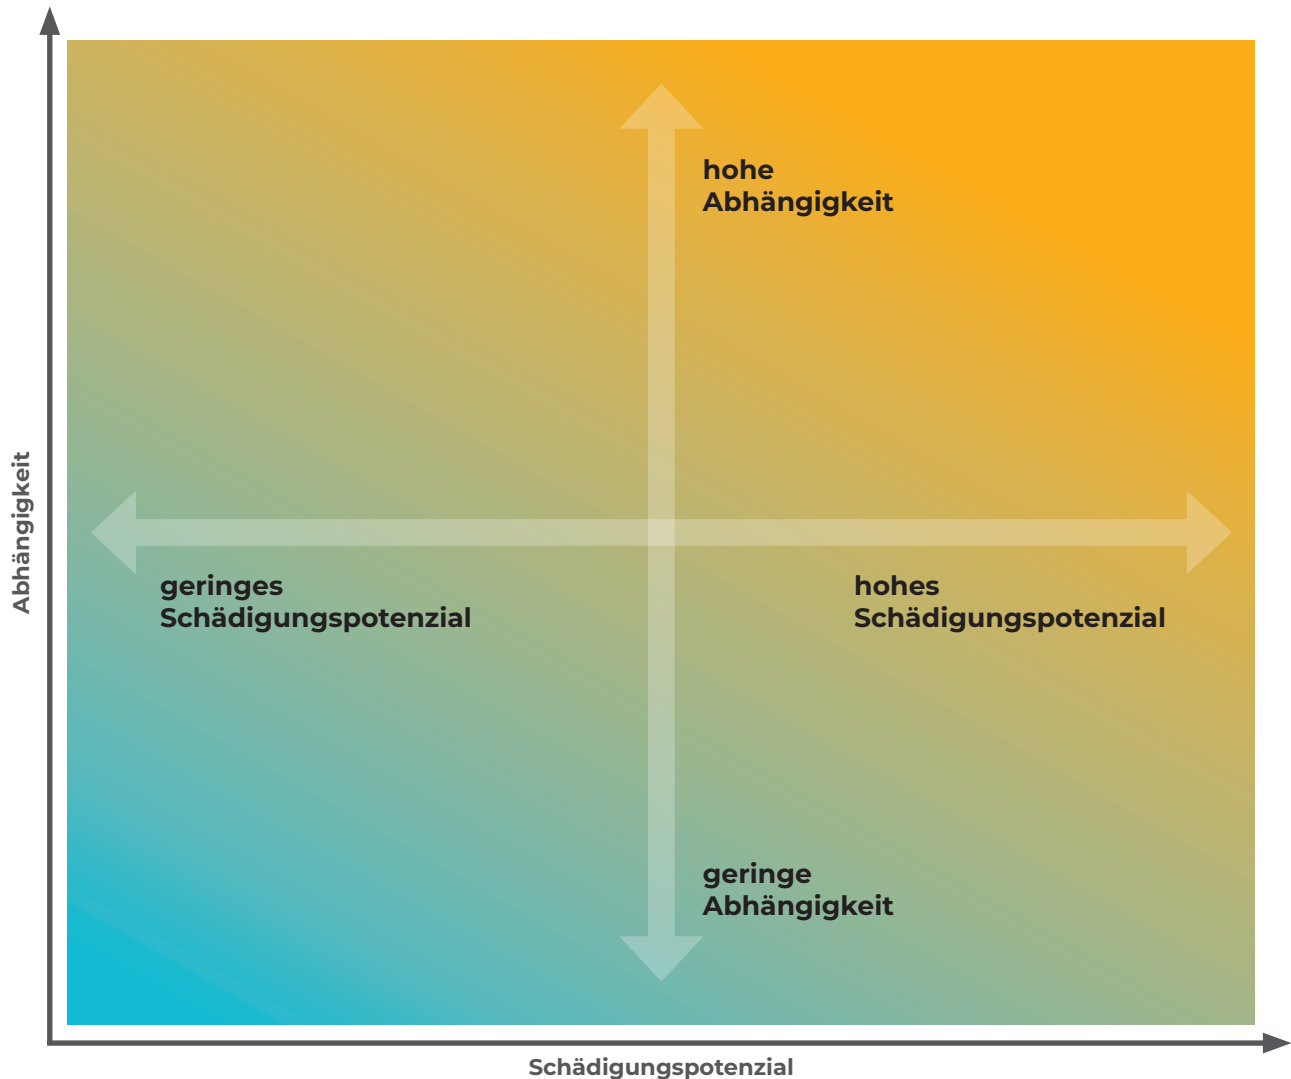 hohe
Abhängigkeit
Abhängigkeit
geringes
Schädigungspotenzial
hohes
Schädigungspotenzial
geringe
Abhängigkeit
Schädigungspotenzial